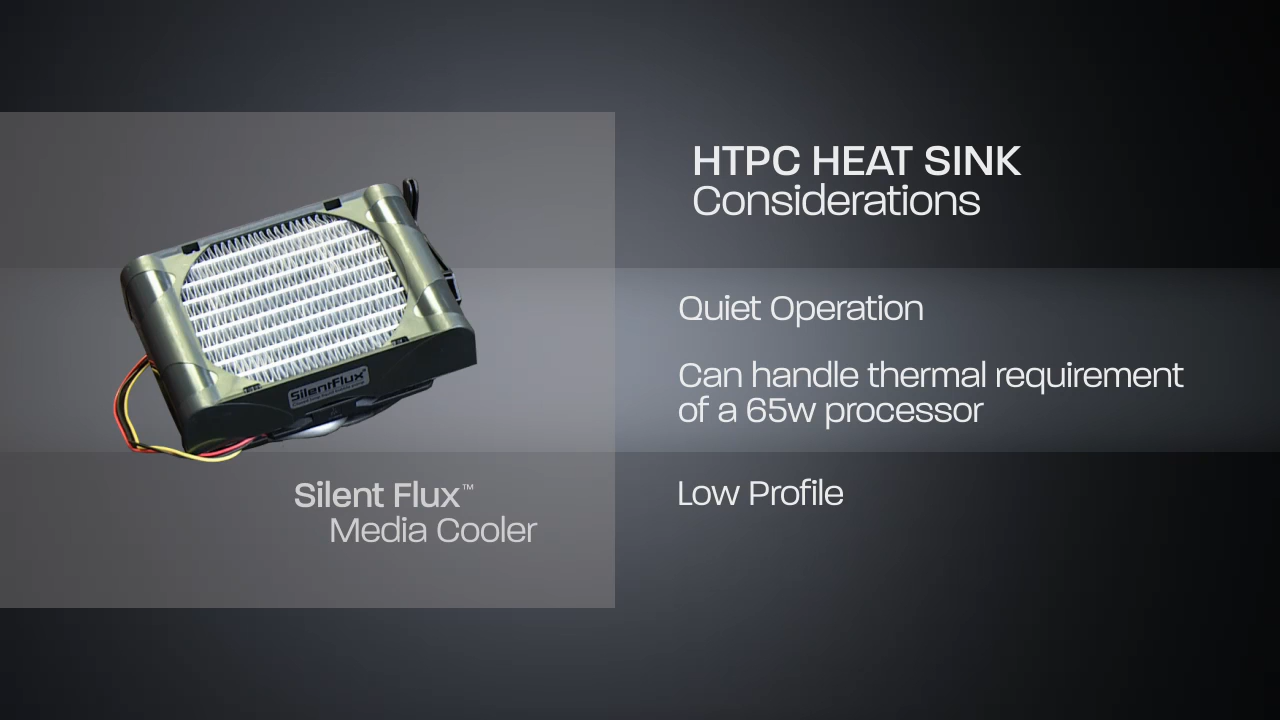 HTPC HEAT SINK
Considerations
Quiet Operation
Can handle thermal requirement
of a 65w processor
Low Profile
SilentFlux
Silent Flux™
Media Cooler